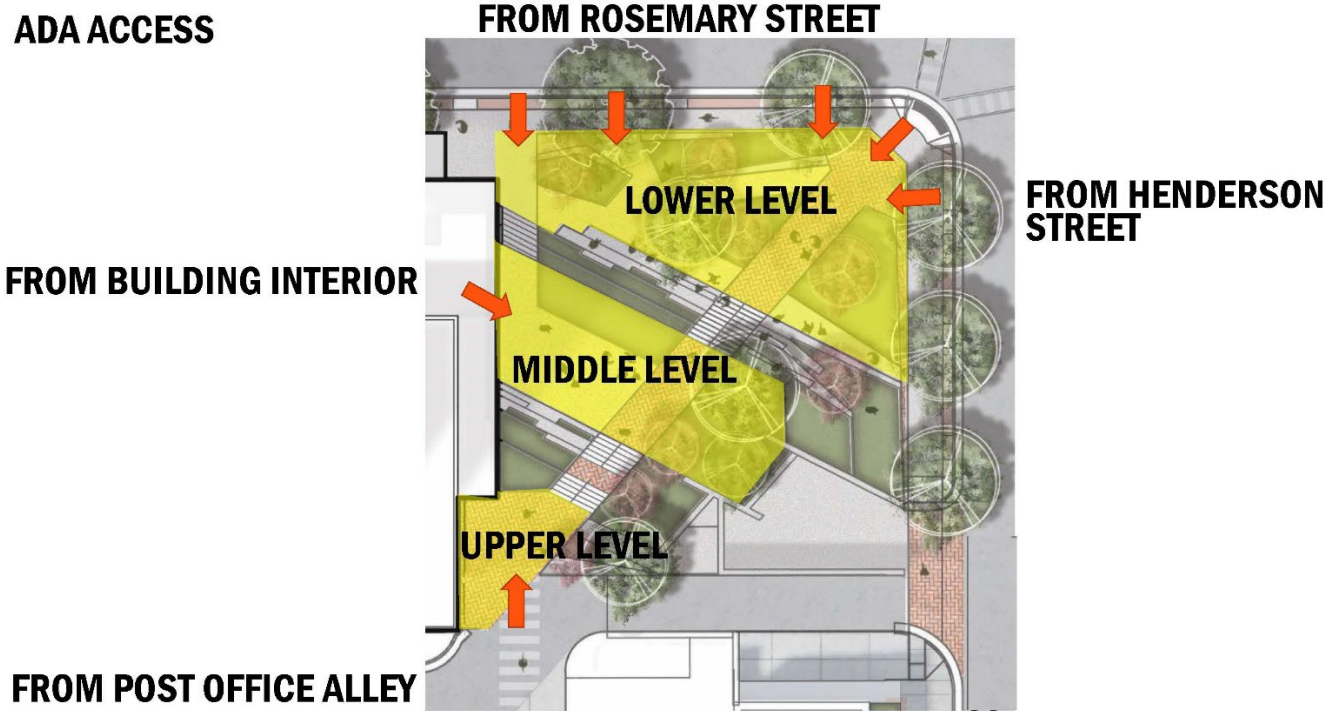 ADA ACCESS
FROM ROSEMARY STREET
LOWER LEVEL
FROM HENDERSON
STREET
FROM BUILDING INTERIOR
MIDDLE LEVEL
UPPER LEVEL
FROM POST OFFICE ALLEY